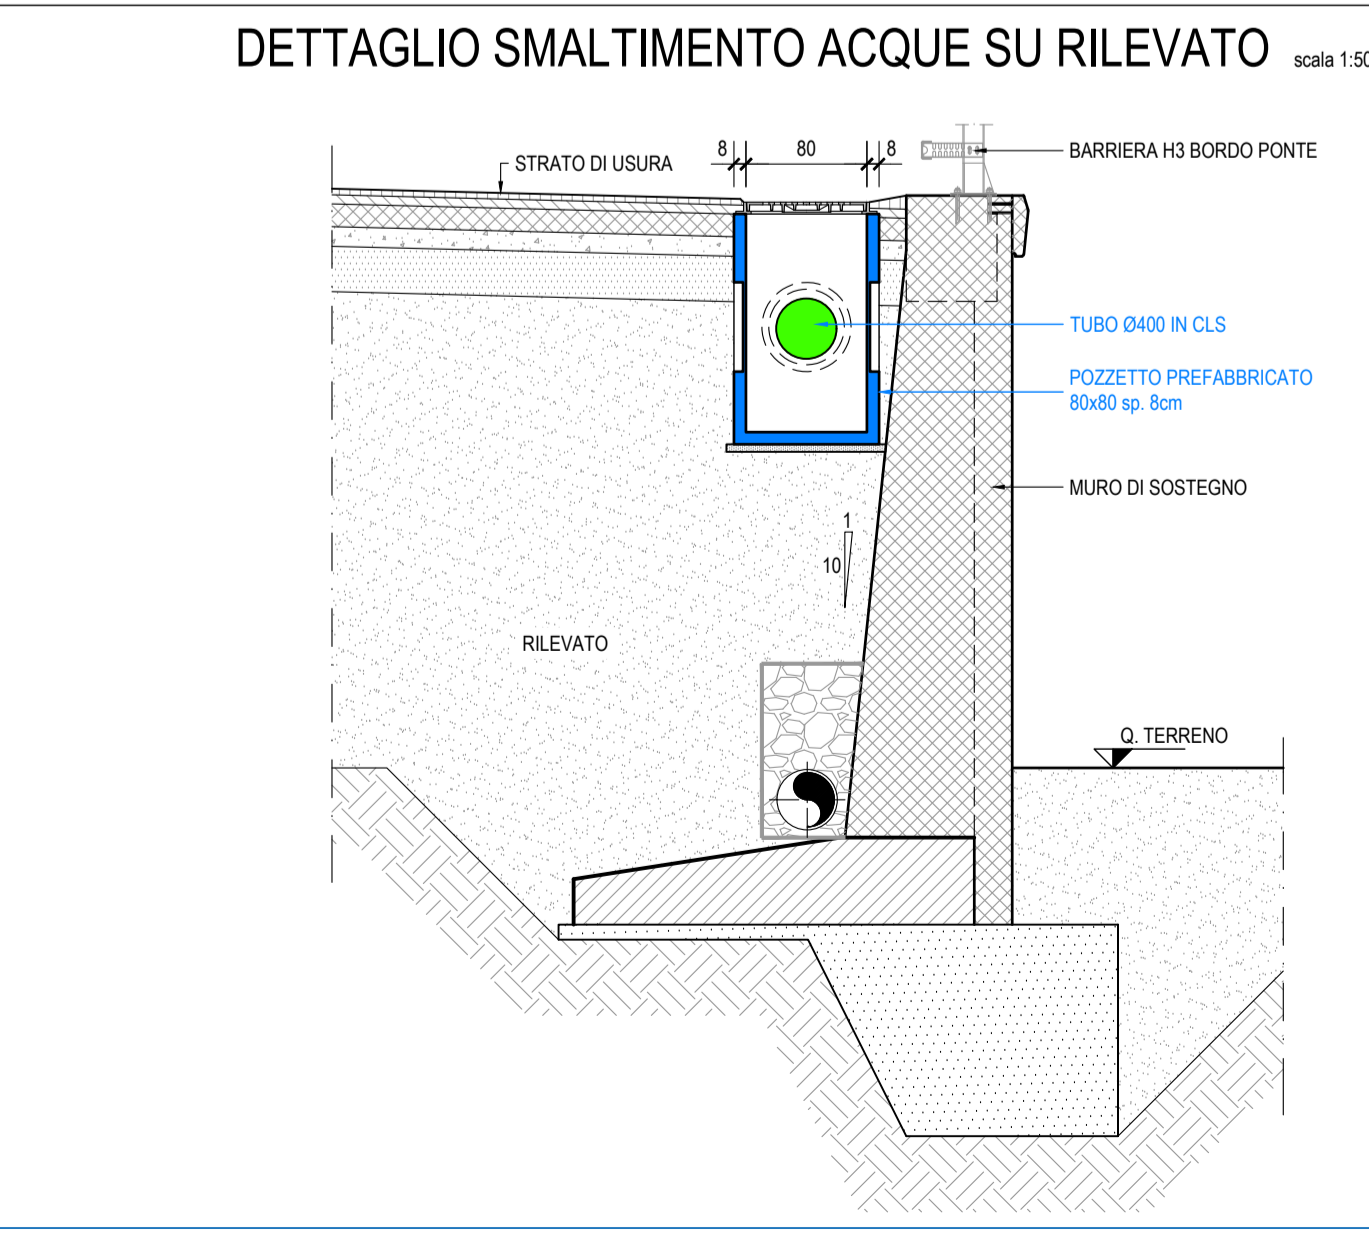 DETTAGLIO SMALTIMENTO ACQUE SU RILEVATO scala 1:50
8 80 8
STRATO DI USURA
BARRIERA H3 BORDO PONTE
TUBO Ø400 IN CLS
POZZETTO PREFABBRICATO
80x80 sp. 8cm
MURO DI SOSTEGNO
1
10
RILEVATO
Q. TERRENO